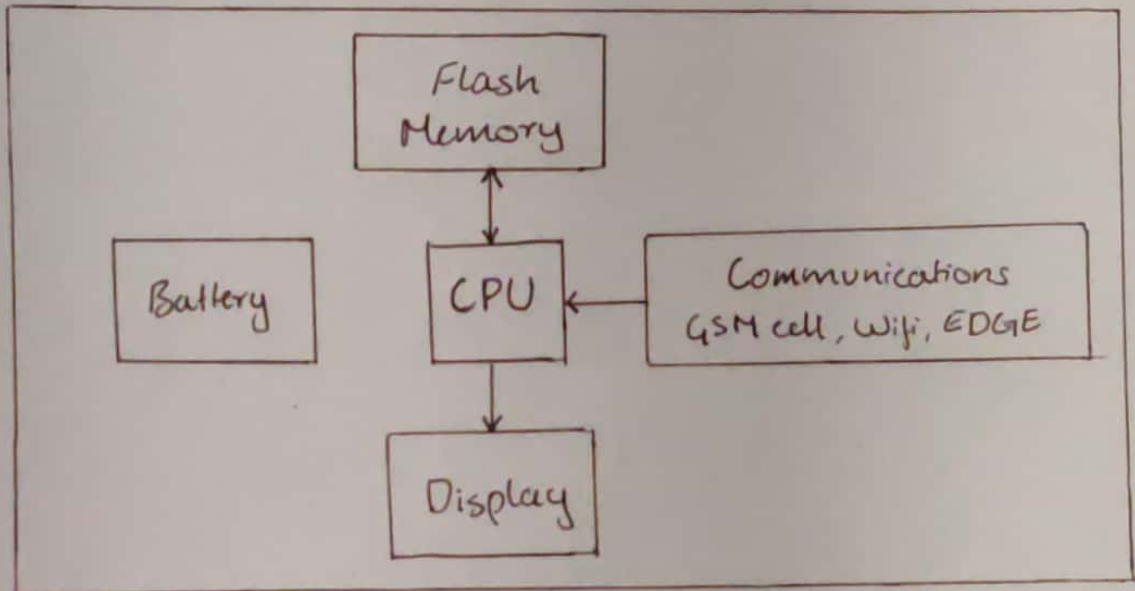 Flash
Memory
Battery
CPU
Communications
GSM cell, Wifi, EDGE
Display